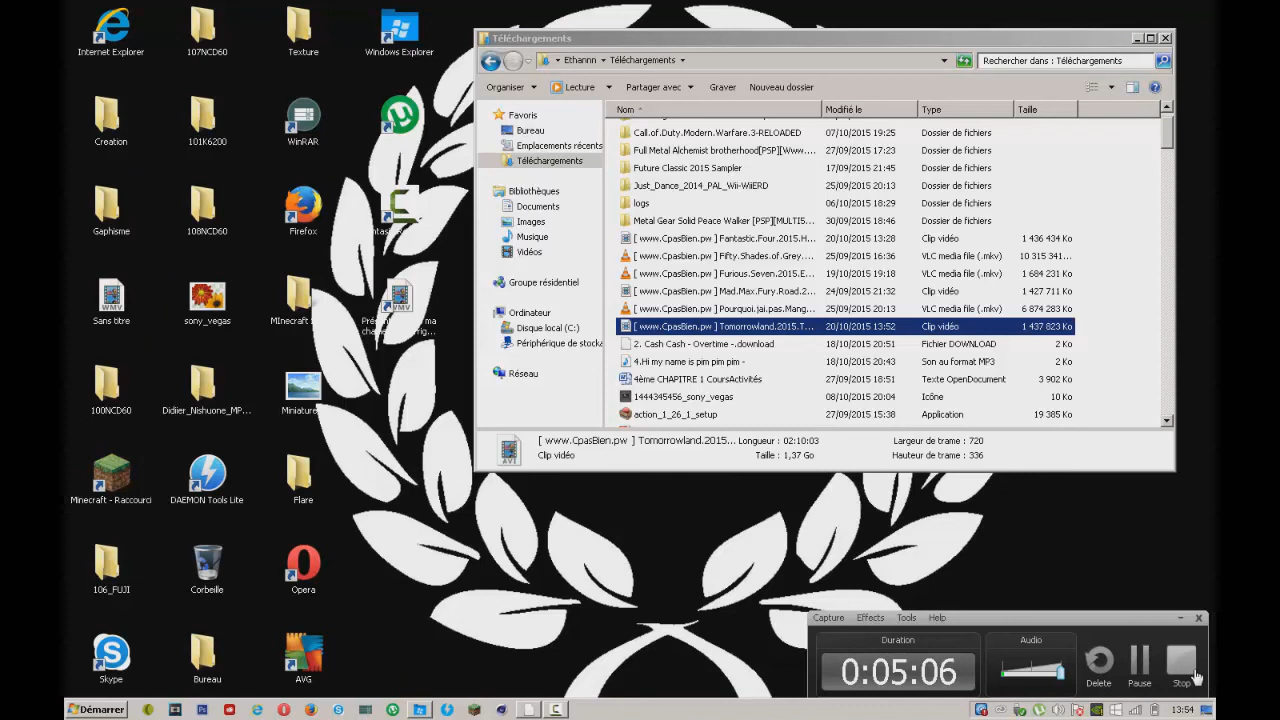 Internet Explorer
107NCD60
Texture
Windows Explorer
Creation
101K6200
WinRAR
Gaphisme
108NCD60
Firefox
Sans titre
sony_vegas
MInecraft
100NCD60
Didier_Nishuone_MP...
Miniature
Minecraft - Raccourci
DAEMON Tools Lite
Flare
106_FUJI
Corbeille
Opera
Skype
Bureau
AVG
Téléchargements
Ethannn
Téléchargements
Rechercher dans : Téléchargements
Organiser
Lecture
Partager avec
Graver
Nouveau dossier
Favoris
Bureau
Emplacements récents
Téléchargements
Bibliothèques
Documents
Images
Musique
Vidéos
Groupe résidentiel
Ordinateur
Disque local (C:)
Périphérique de stocka
Réseau
Nom Modifié le Type Taille
Call.of.Duty.Modern.Warfare.3-RELOADED 07/10/2015 19:25 Dossier de fichiers
Full Metal Alchemist brotherhood[PSP][Www.... 27/09/2015 17:23 Dossier de fichiers
Future Classic 2015 Sampler 17/09/2015 21:45 Dossier de fichiers
Just_Dance_2014_PAL_Wii-WiiERD 25/09/2015 20:13 Dossier de fichiers
logs 06/10/2015 18:29 Dossier de fichiers
Metal Gear Solid Peace Walker [PSP][MULTI5... 30/09/2015 18:46 Dossier de fichiers
[ www.CpasBien.pw ] Fantastic.Four.2015.H... 20/10/2015 13:28 Clip vidéo 1 436 434 Ko
[ www.CpasBien.pw ] Fifty.Shades.of.Grey.... 25/09/2015 16:34 VLC media file (.mkv) 10 315 341...
[ www.CpasBien.pw ] Furious.Seven.2015.E... 19/10/2015 19:18 VLC media file (.mkv) 1 684 231 Ko
[ www.CpasBien.pw ] Mad.Max.Fury.Road.2... 24/09/2015 20:37 Clip vidéo 1 427 711 Ko
[ www.CpasBien.pw ] Pourquoi.jai.pas.Mang... VLC media file (.mkv) 6 874 283 Ko
[ www.CpasBien.pw ] Tomorrowland.2015.T... 20/10/2015 13:52 Clip vidéo 1 437 823 Ko
2. Cash Cash - Overtime -.download 18/10/2015 20:51 Fichier DOWNLOAD 2 Ko
4.Hi my name is pim pim pim - 18/10/2015 20:43 Son au format MP3 2 Ko
4ème CHAPITRE 1 CoursActivités 27/09/2015 18:51 Texte OpenDocument 3 902 Ko
1444345456_sony_vegas 08/10/2015 20:04 Icône 10 Ko
action_1_26_1_setup 27/09/2015 15:38 Application 19 385 Ko
[ www.CpasBien.pw ] Tomorrowland.2015... Longueur : 02:10:03 Largeur de trame : 720
Clip vidéo Taille : 1,37 Go Hauteur de trame : 336
Capture Effects Tools Help
Duration
0:05:06
Audio
Delete
Pause
Stop
Démarrer
13:54